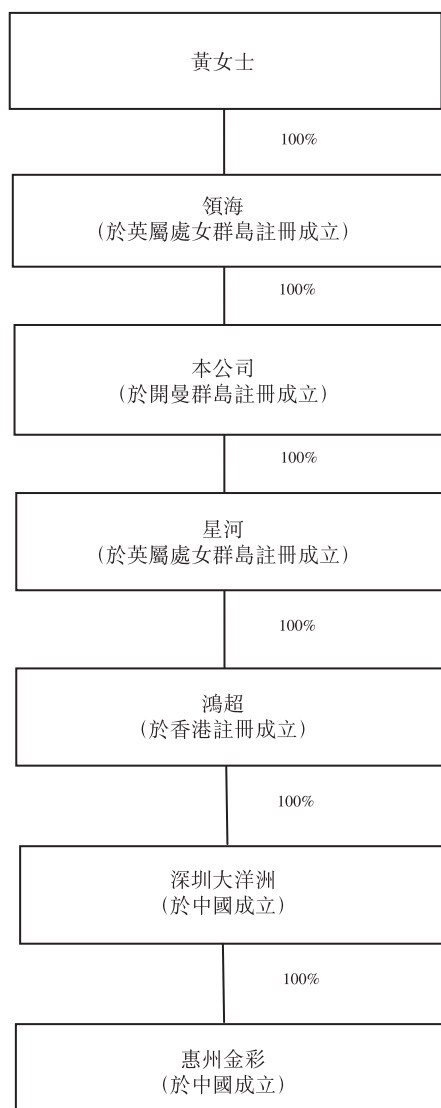 黃女士
100%
領海
(於英屬處女群島註冊成立)
100%
本公司
(於開曼群島註冊成立)
100%
星河
(於英屬處女群島註冊成立)
100%
鴻超
(於香港註冊成立)
100%
深圳大洋洲
(於中國成立)
100%
惠州金彩
(於中國成立)